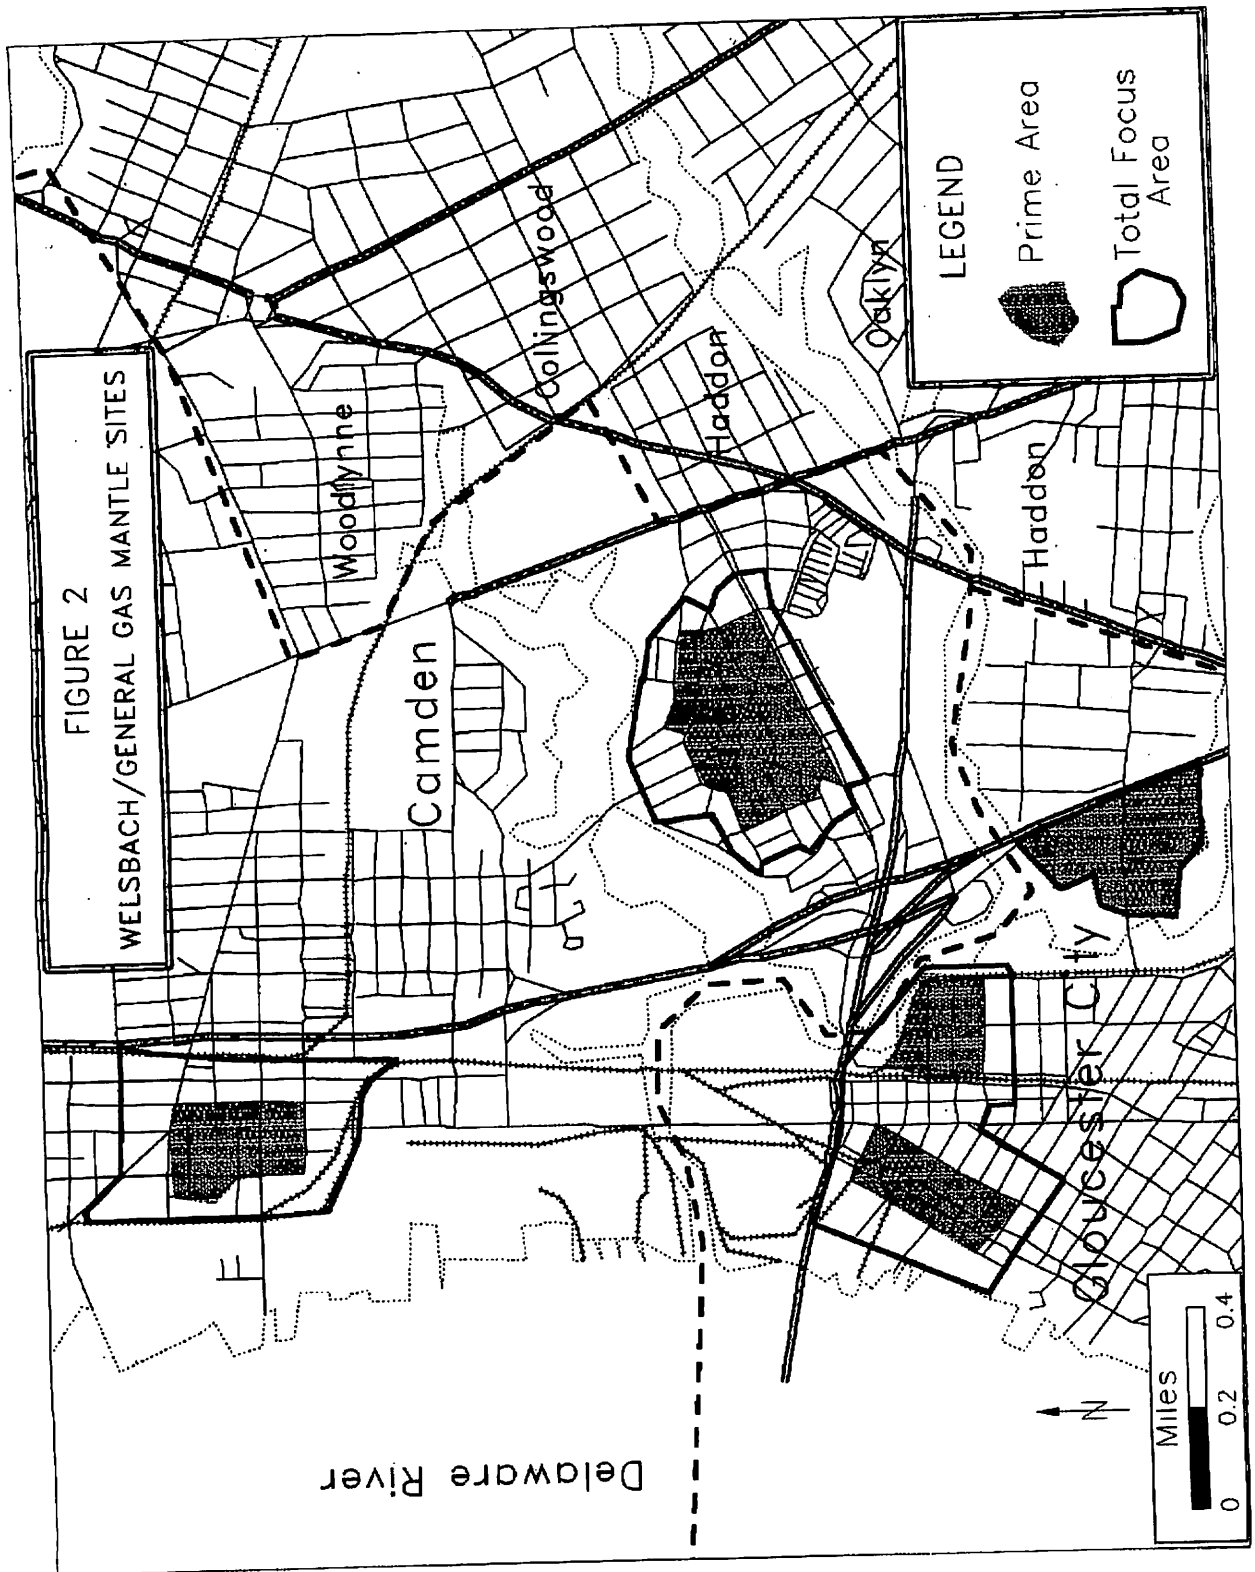 FIGURE 2
WELSBACH/GENERAL GAS MANTLE SITES
Woodlynne
Collingswood
Camden
Haddon
Oaklyn
Haddon
Gloucester City
Delaware River
LEGEND
Prime Area
Total Focus
Area
Miles
0 0.2 0.4
N